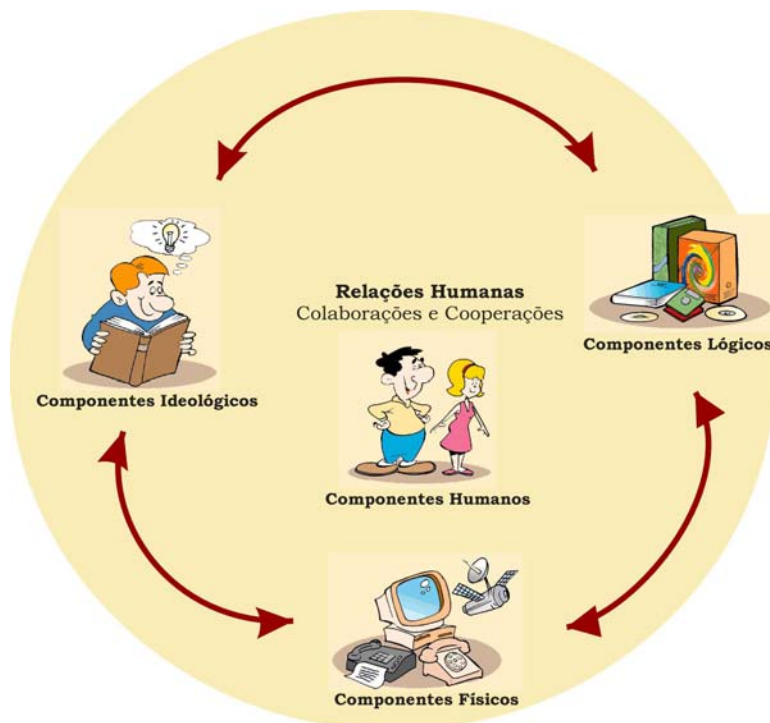 Relações Humanas
Colaborações e Cooperações
Componentes Lógicos
Componentes Ideológicos
Componentes Humanos
Componentes Físicos